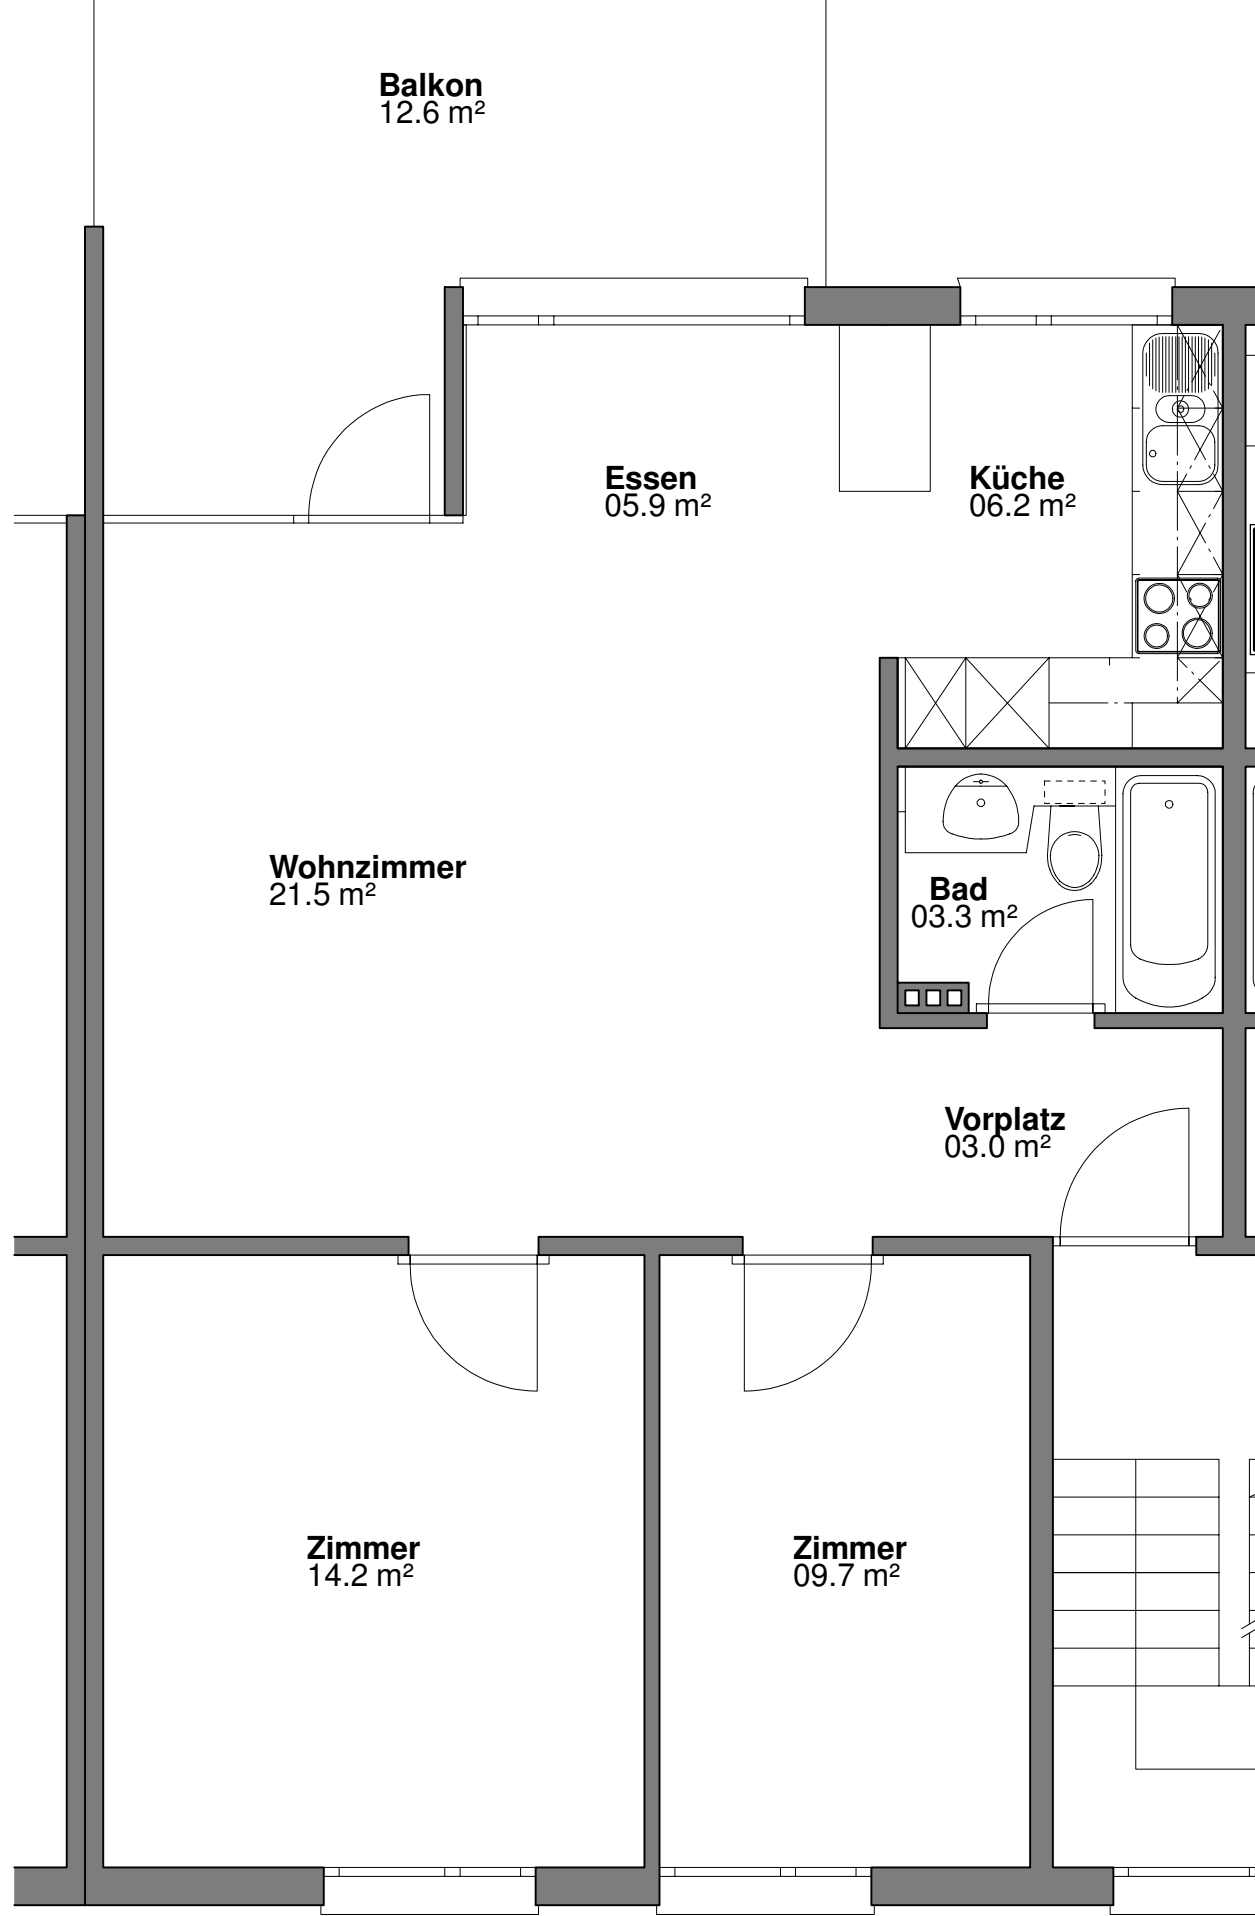 Balkon
12.6 m²
Essen
05.9 m²
Küche
06.2 m²
Wohnzimmer
21.5 m²
Bad
03.3 m²
Vorplatz
03.0 m²
Zimmer
14.2 m²
Zimmer
09.7 m²